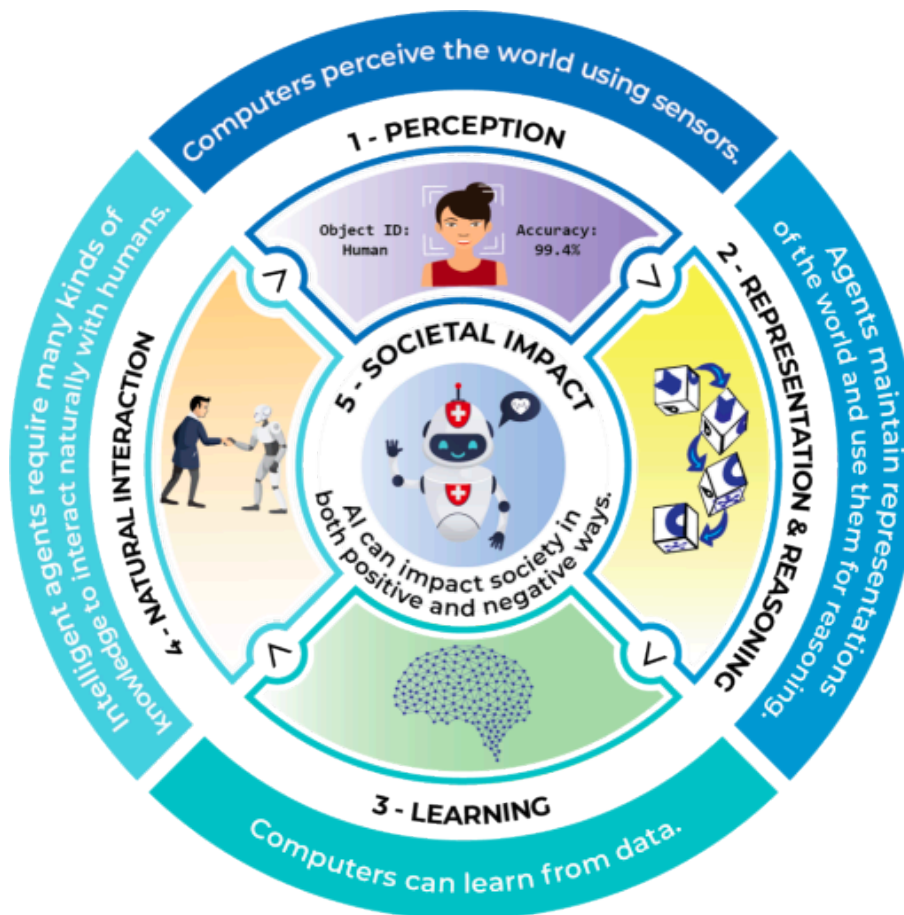 Computers perceive the world using sensors.
1 - PERCEPTION
Object ID:
Human
Accuracy:
99.4%
Agents maintain representations
of the world and use them for reasoning.
2 - REPRESENTATION & REASONING
3 - LEARNING
Computers can learn from data.
Intelligent agents require many kinds of
knowledge to interact naturally with humans.
4 - NATURAL INTERACTION
5 - SOCIETAL IMPACT
AI can impact society in
both positive and negative ways.